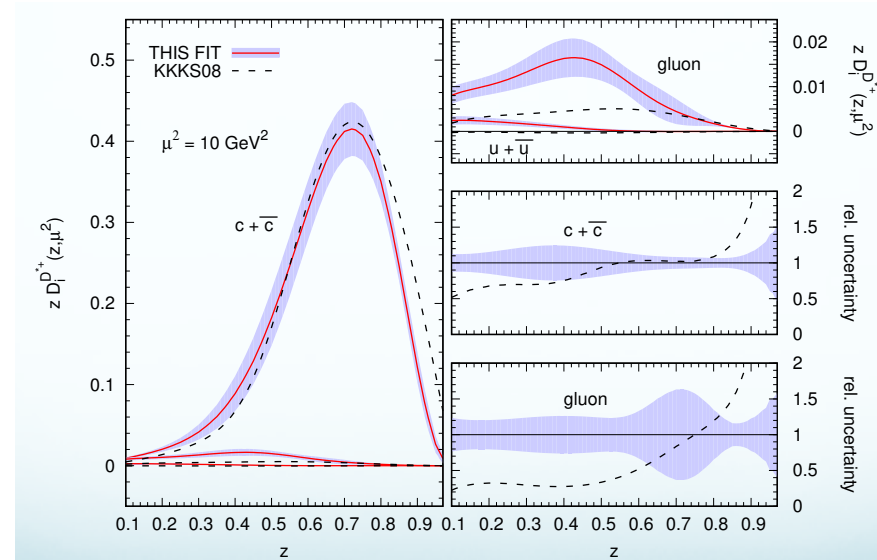 THIS FIT
KKKS08
μ² = 10 GeV²
c + c̅
z D_i^{D*+}(z,μ²)
0.5
0.4
0.3
0.2
0.1
0
0.1 0.2 0.3 0.4 0.5 0.6 0.7 0.8 0.9
z
gluon
u + u̅
0.02
0.01
0
z D_i^{D*+}(z,μ²)
c + c̅
2
1.5
1
0.5
0
rel. uncertainty
gluon
2
1.5
1
0.5
0
rel. uncertainty
0.1 0.2 0.3 0.4 0.5 0.6 0.7 0.8 0.9
z